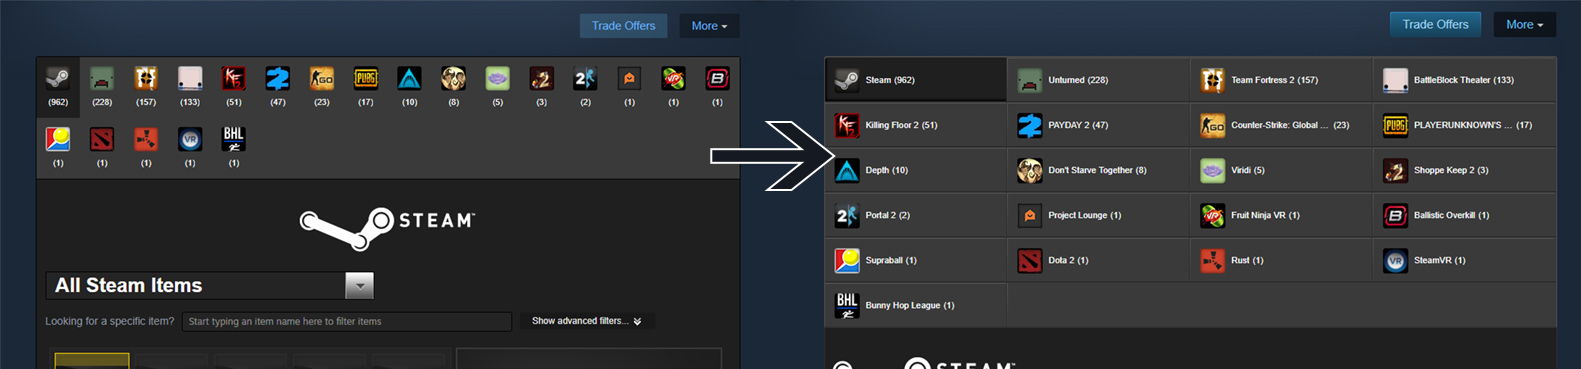 Trade Offers
More
(962) (228) (157) (133) (51) (47) (23) (17) (10) (8) (5) (3) (2) (1) (1) (1)
(1) (1) (1) (1) (1)
STEAM™
All Steam Items
Looking for a specific item? Start typing an item name here to filter items Show advanced filters...
Trade Offers
More
Steam (962) Unturned (228) Team Fortress 2 (157) BattleBlock Theater (133)
Killing Floor 2 (51) PAYDAY 2 (47) Counter-Strike: Global ... (23) PLAYERUNKNOWN'S ... (17)
Depth (10) Don't Starve Together (8) Viridi (5) Shoppe Keep 2 (3)
Portal 2 (2) Project Lounge (1) Fruit Ninja VR (1) Ballistic Overkill (1)
Supraball (1) Dota 2 (1) Rust (1) SteamVR (1)
BHL Bunny Hop League (1)
STEAM™